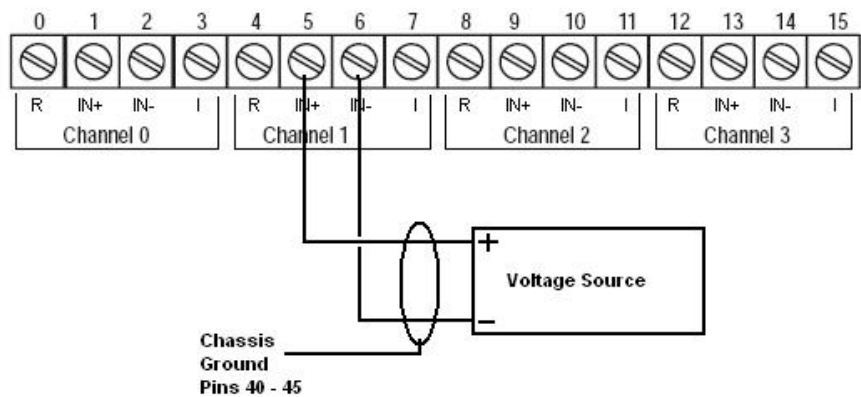 0 1 2 3 4 5 6 7 8 9 10 11 12 13 14 15
R IN+ IN- I R IN+ IN- I R IN+ IN- I R IN+ IN- I
Channel 0 Channel 1 Channel 2 Channel 3
+
Voltage Source
−
Chassis
Ground
Pins 40 - 45